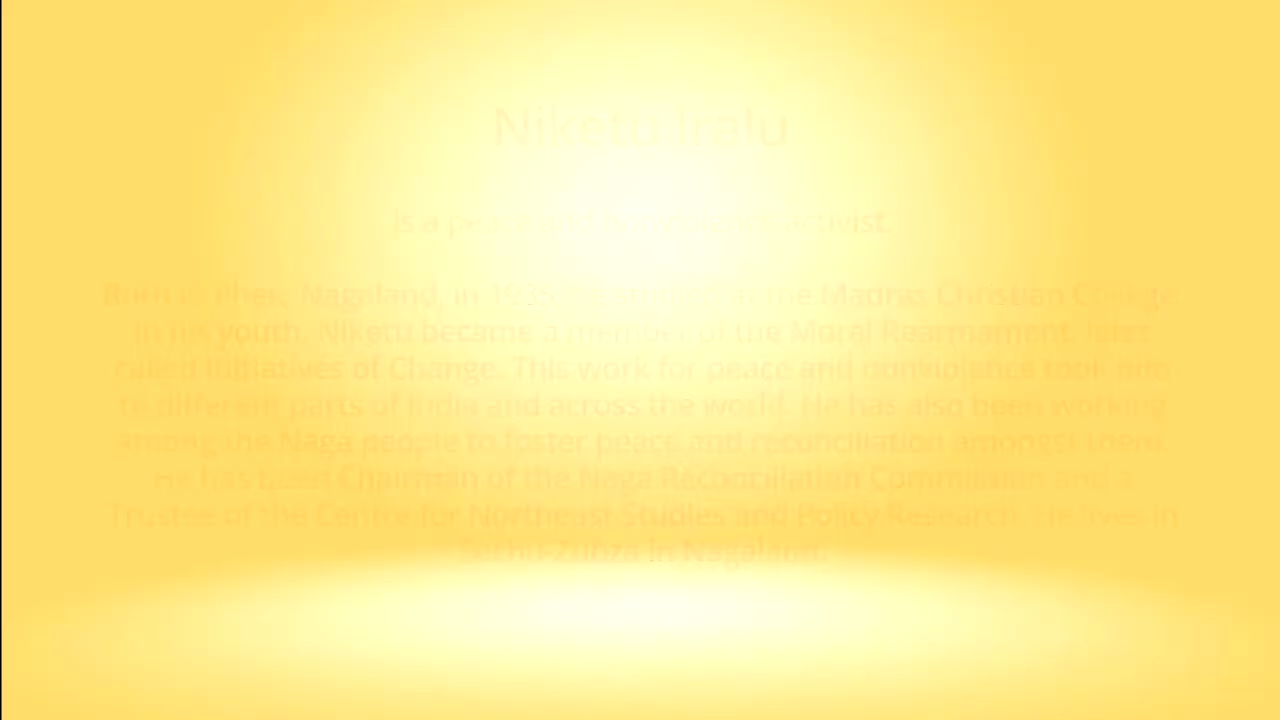 Niketu Iralu
is a peace and activist.
Born in Phek, Nagaland, in 1935, he studied at the Madras Christian College.
In his youth, Niketu became a member of the Moral Rearmament, later
called Initiatives of Change. This work for peace and nonviolence took him
to different parts of India and across the world. He has also been working
among the Naga people to foster peace and reconciliation amongst them.
He has been Chairman of the Naga Reconciliation Commission and a
Trustee of the Centre for Northeast Studies and Policy Research. He lives in
Sechu-Zubza in Nagaland.